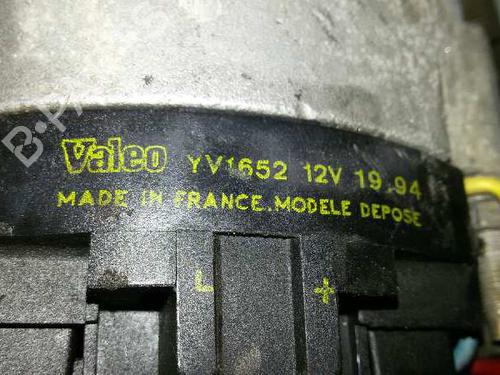 Valeo YV1652 12V 19.94
MADE IN FRANCE.MODELE DEPOSE
L +